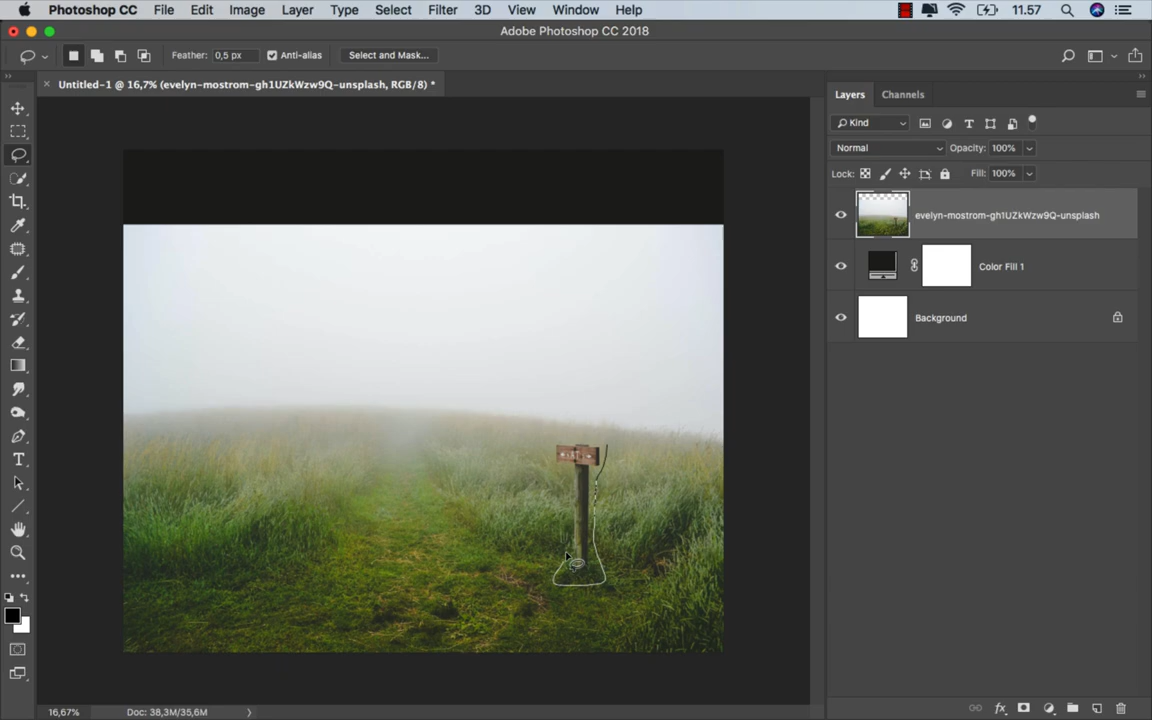 Photoshop CC File Edit Image Layer Type Select Filter 3D View Window Help 11.57
Adobe Photoshop CC 2018
Feather: 0,5 px Anti-alias Select and Mask...
Untitled-1 @ 16,7% (evelyn-mostrom-gh1UZkWzw9Q-unsplash, RGB/8) *
Layers Channels
Kind
Normal Opacity: 100%
Lock: Fill: 100%
evelyn-mostrom-gh1UZkWzw9Q-unsplash
Color Fill 1
Background
16,67% Doc: 38,3M/35,6M